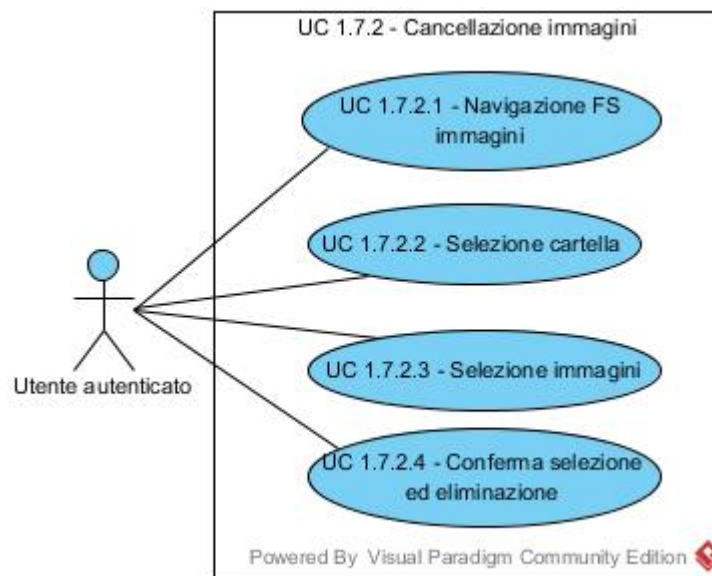 UC 1.7.2 - Cancellazione immagini
UC 1.7.2.1 - Navigazione FS
immagini
UC 1.7.2.2 - Selezione cartella
UC 1.7.2.3 - Selezione immagini
Utente autenticato
UC 1.7.2.4 - Conferma selezione
ed eliminazione
Powered By Visual Paradigm Community Edition